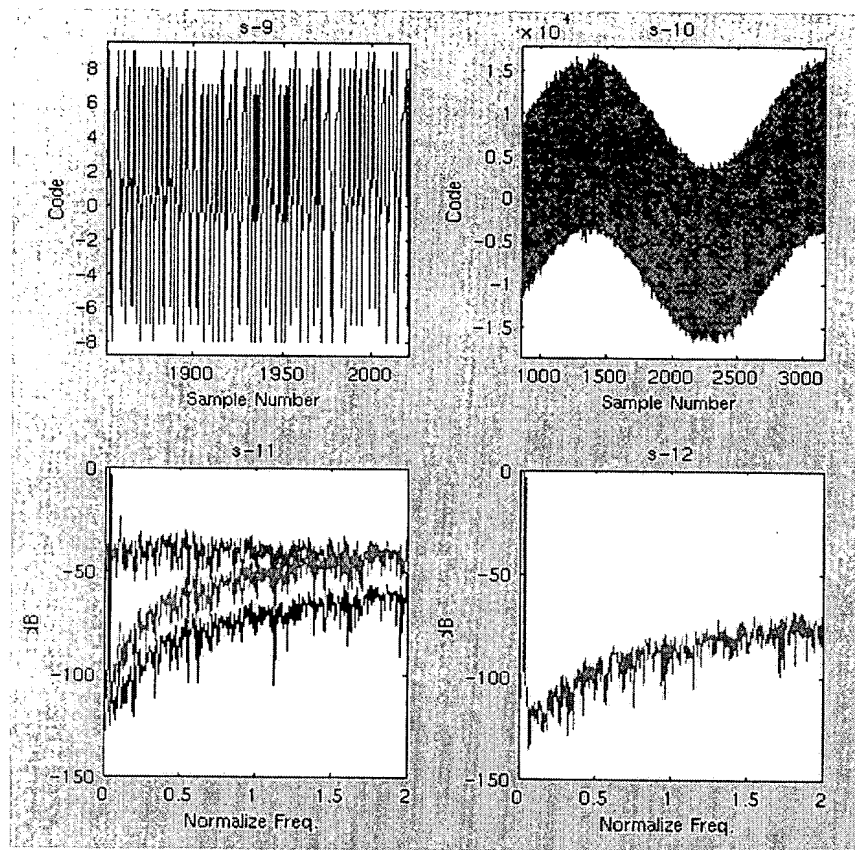 s-9
8
6
4
2
0
-2
-4
-6
-8
Code
1900 1950 2000
Sample Number
×10⁴
s-10
1.5
1
0.5
0
-0.5
-1
-1.5
Code
1000 1500 2000 2500 3000
Sample Number
s-11
0
-50
-100
-150
dB
0 0.5 1 1.5 2
Normalize Freq.
s-12
0
-50
-100
-150
dB
0 0.5 1 1.5 2
Normalize Freq.